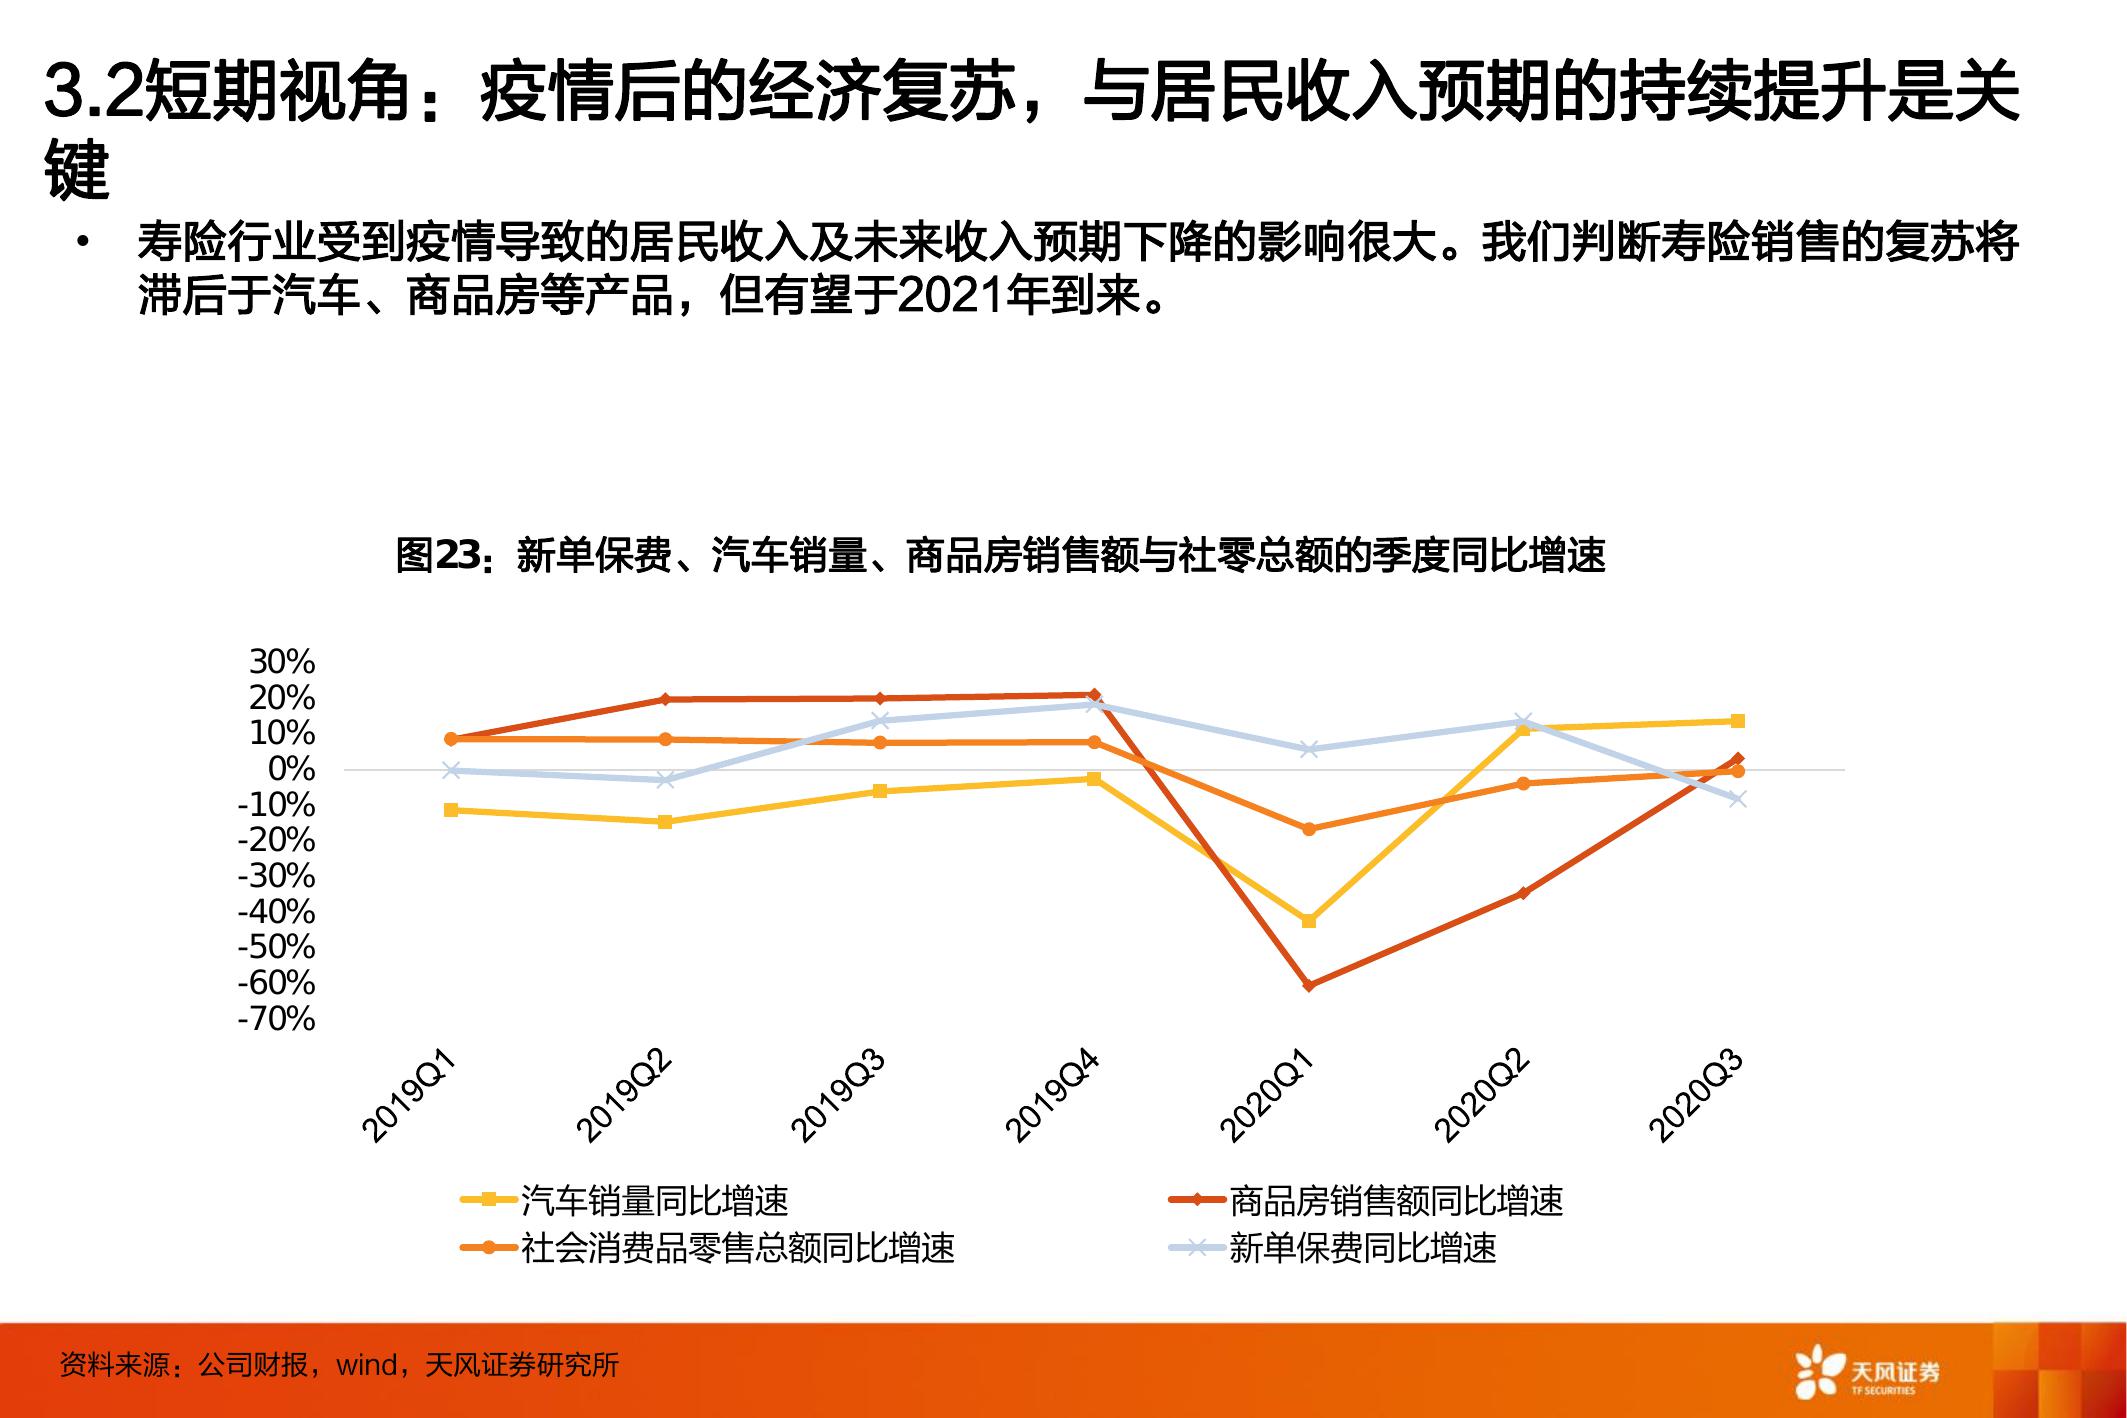 3.2短期视角：疫情后的经济复苏，与居民收入预期的持续提升是关
键
• 寿险行业受到疫情导致的居民收入及未来收入预期下降的影响很大。我们判断寿险销售的复苏将
滞后于汽车、商品房等产品，但有望于2021年到来。
图23：新单保费、汽车销量、商品房销售额与社零总额的季度同比增速
30%
20%
10%
0%
-10%
-20%
-30%
-40%
-50%
-60%
-70%
2019Q1
2019Q2
2019Q3
2019Q4
2020Q1
2020Q2
2020Q3
汽车销量同比增速
商品房销售额同比增速
社会消费品零售总额同比增速
新单保费同比增速
资料来源：公司财报，wind，天风证券研究所
天风证券
TF SECURITIES